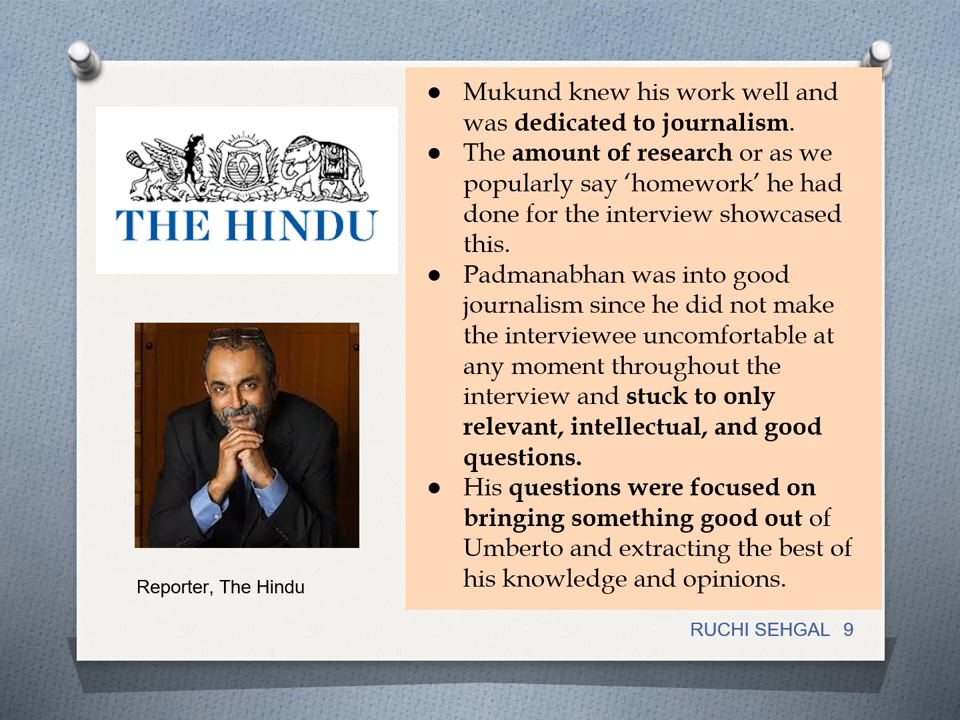 THE HINDU
Reporter, The Hindu
● Mukund knew his work well and
was dedicated to journalism.
● The amount of research or as we
popularly say ‘homework’ he had
done for the interview showcased
this.
● Padmanabhan was into good
journalism since he did not make
the interviewee uncomfortable at
any moment throughout the
interview and stuck to only
relevant, intellectual, and good
questions.
● His questions were focused on
bringing something good out of
Umberto and extracting the best of
his knowledge and opinions.
RUCHI SEHGAL 9